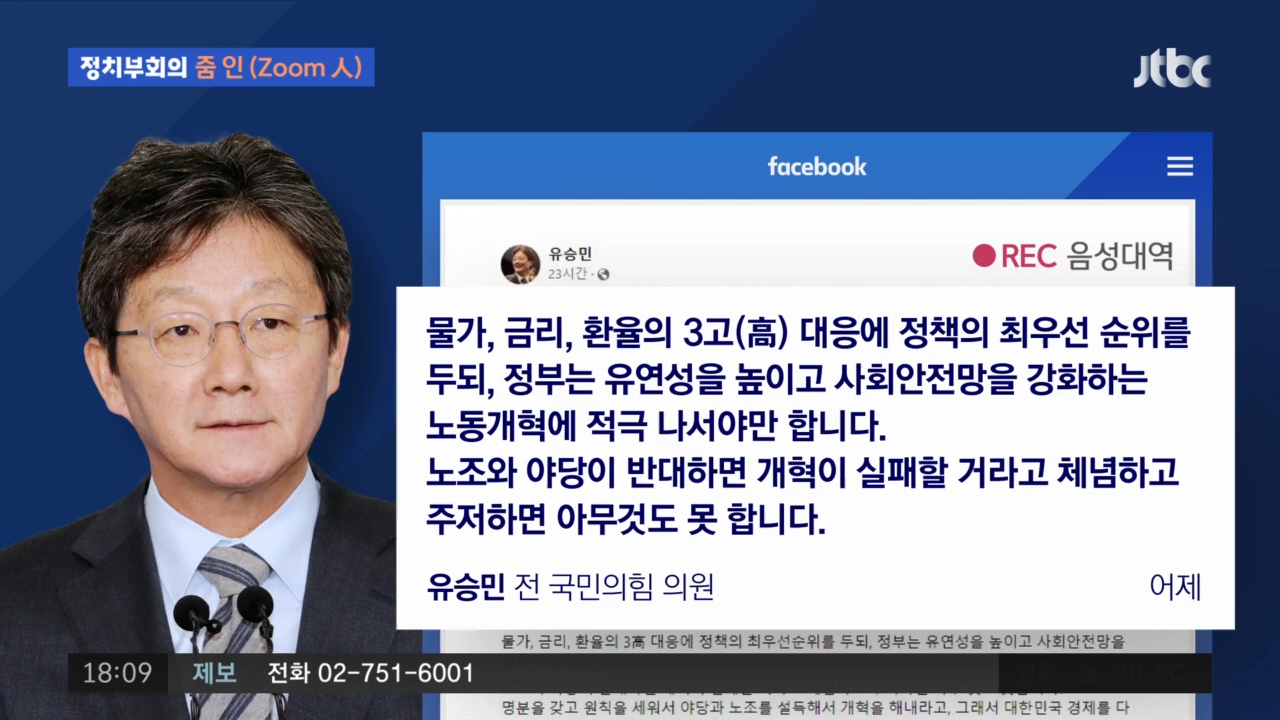 정치부회의 줌 인 (Zoom 人)
jtbc
facebook
유승민
23시간 ·
REC 음성대역
물가, 금리, 환율의 3고(高) 대응에 정책의 최우선 순위를
두되, 정부는 유연성을 높이고 사회안전망을 강화하는
노동개혁에 적극 나서야만 합니다.
노조와 야당이 반대하면 개혁이 실패할 거라고 체념하고
주저하면 아무것도 못 합니다.
유승민 전 국민의힘 의원
어제
물가, 금리, 환율의 3高 대응에 정책의 최우선순위를 두되, 정부는 유연성을 높이고 사회안전망을
18:09 제보 전화 02-751-6001
명분을 갖고 원칙을 세워서 야당과 노조를 설득해서 개혁을 해내라고, 그래서 대한민국 경제를 다